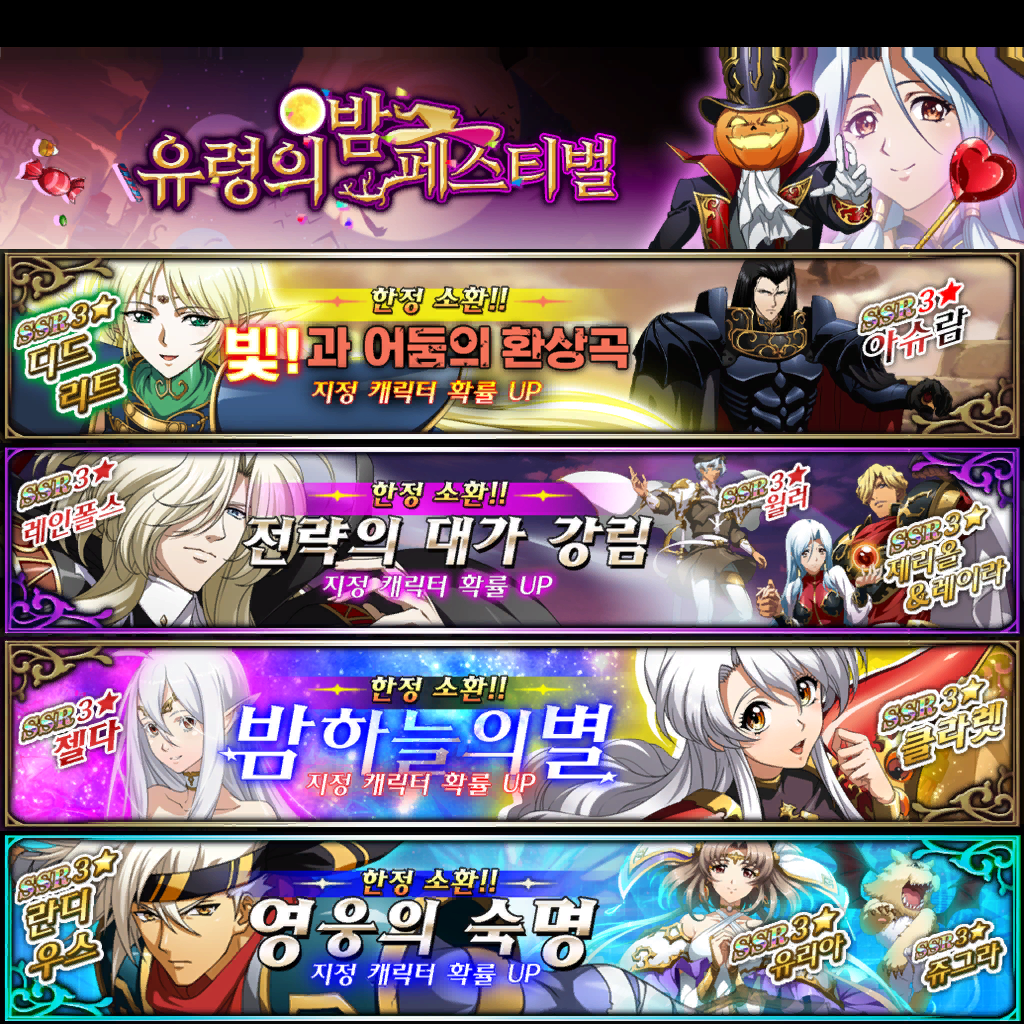 유령의 밤 페스티벌
한정 소환!!
SSR3
디드
리트
빛!과 어둠의 환상곡
지정 캐릭터 확률 UP
SSR3
아슈람
한정 소환!!
SSR3
레인폴스
전략의 대가 강림
지정 캐릭터 확률 UP
SSR3
윌러
SSR3
제리올
&레이라
한정 소환!!
SSR3
젤다
밤하늘의 별
지정 캐릭터 확률 UP
SSR3
클라렛
한정 소환!!
SSR3
란디
우스
영웅의 숙명
지정 캐릭터 확률 UP
SSR3
유리아
SSR3
쥬그라